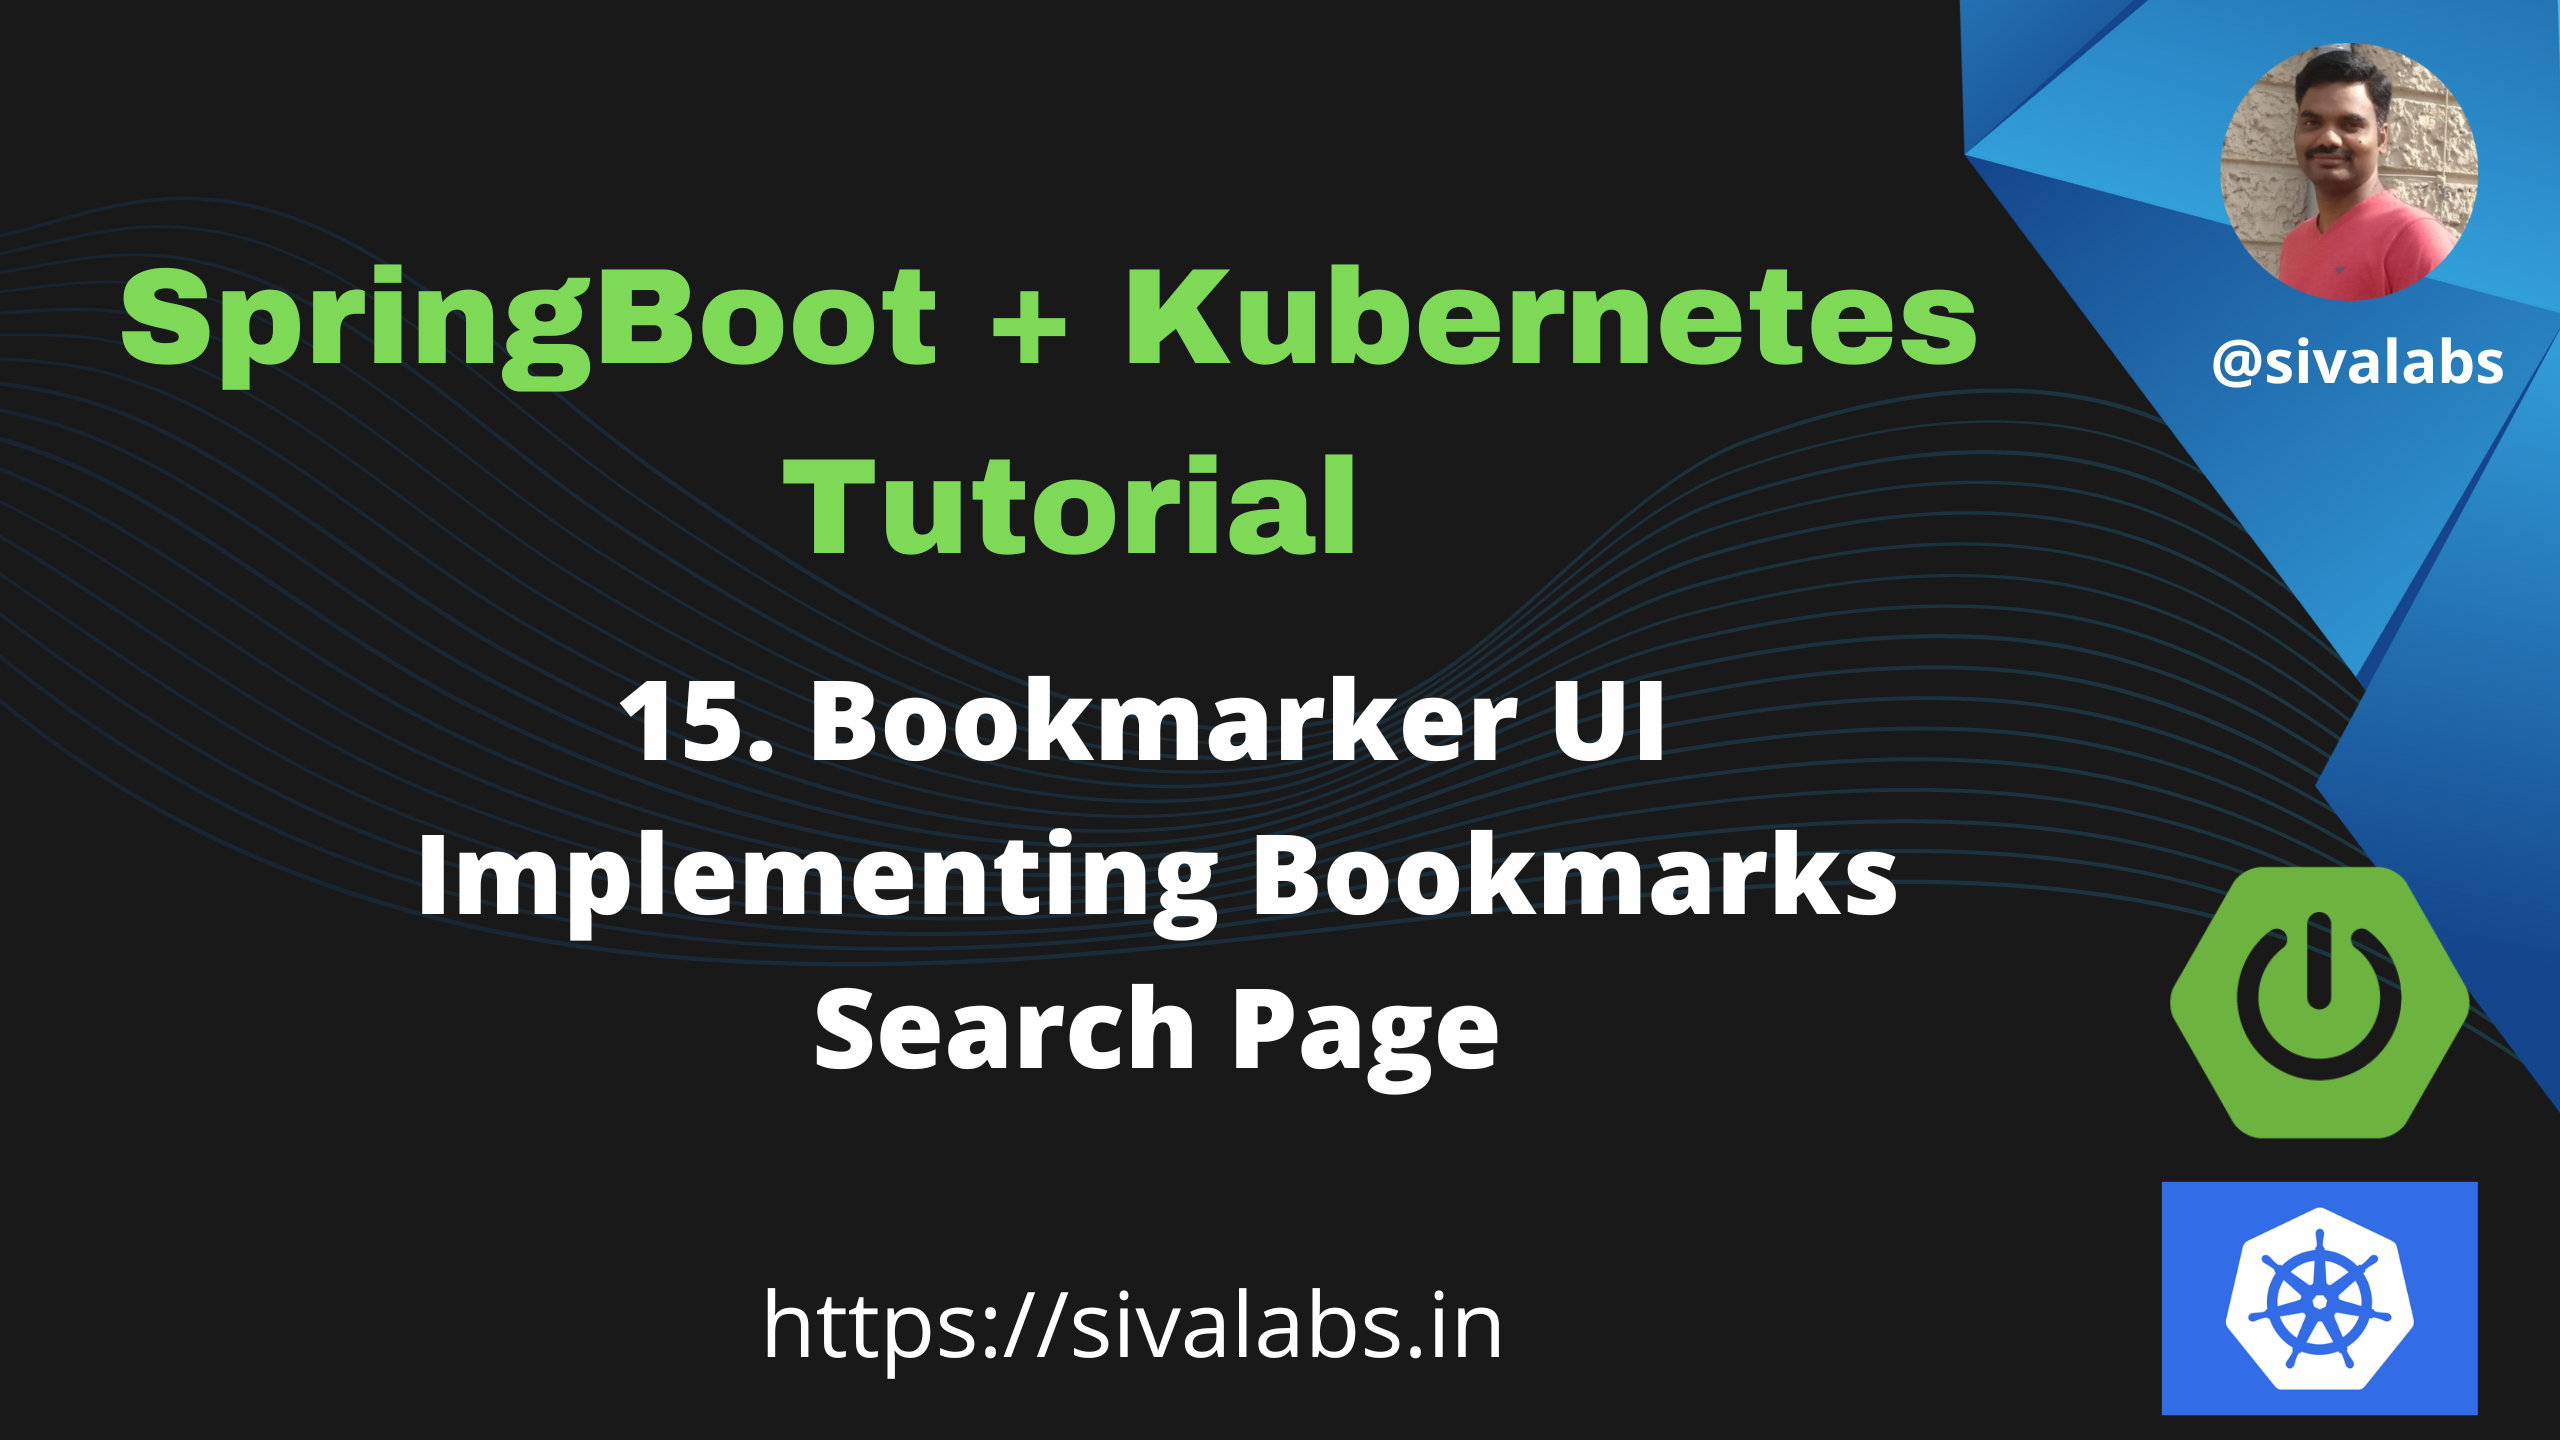 SpringBoot + Kubernetes
Tutorial
@sivalabs
15. Bookmarker UI
Implementing Bookmarks
Search Page
https://sivalabs.in